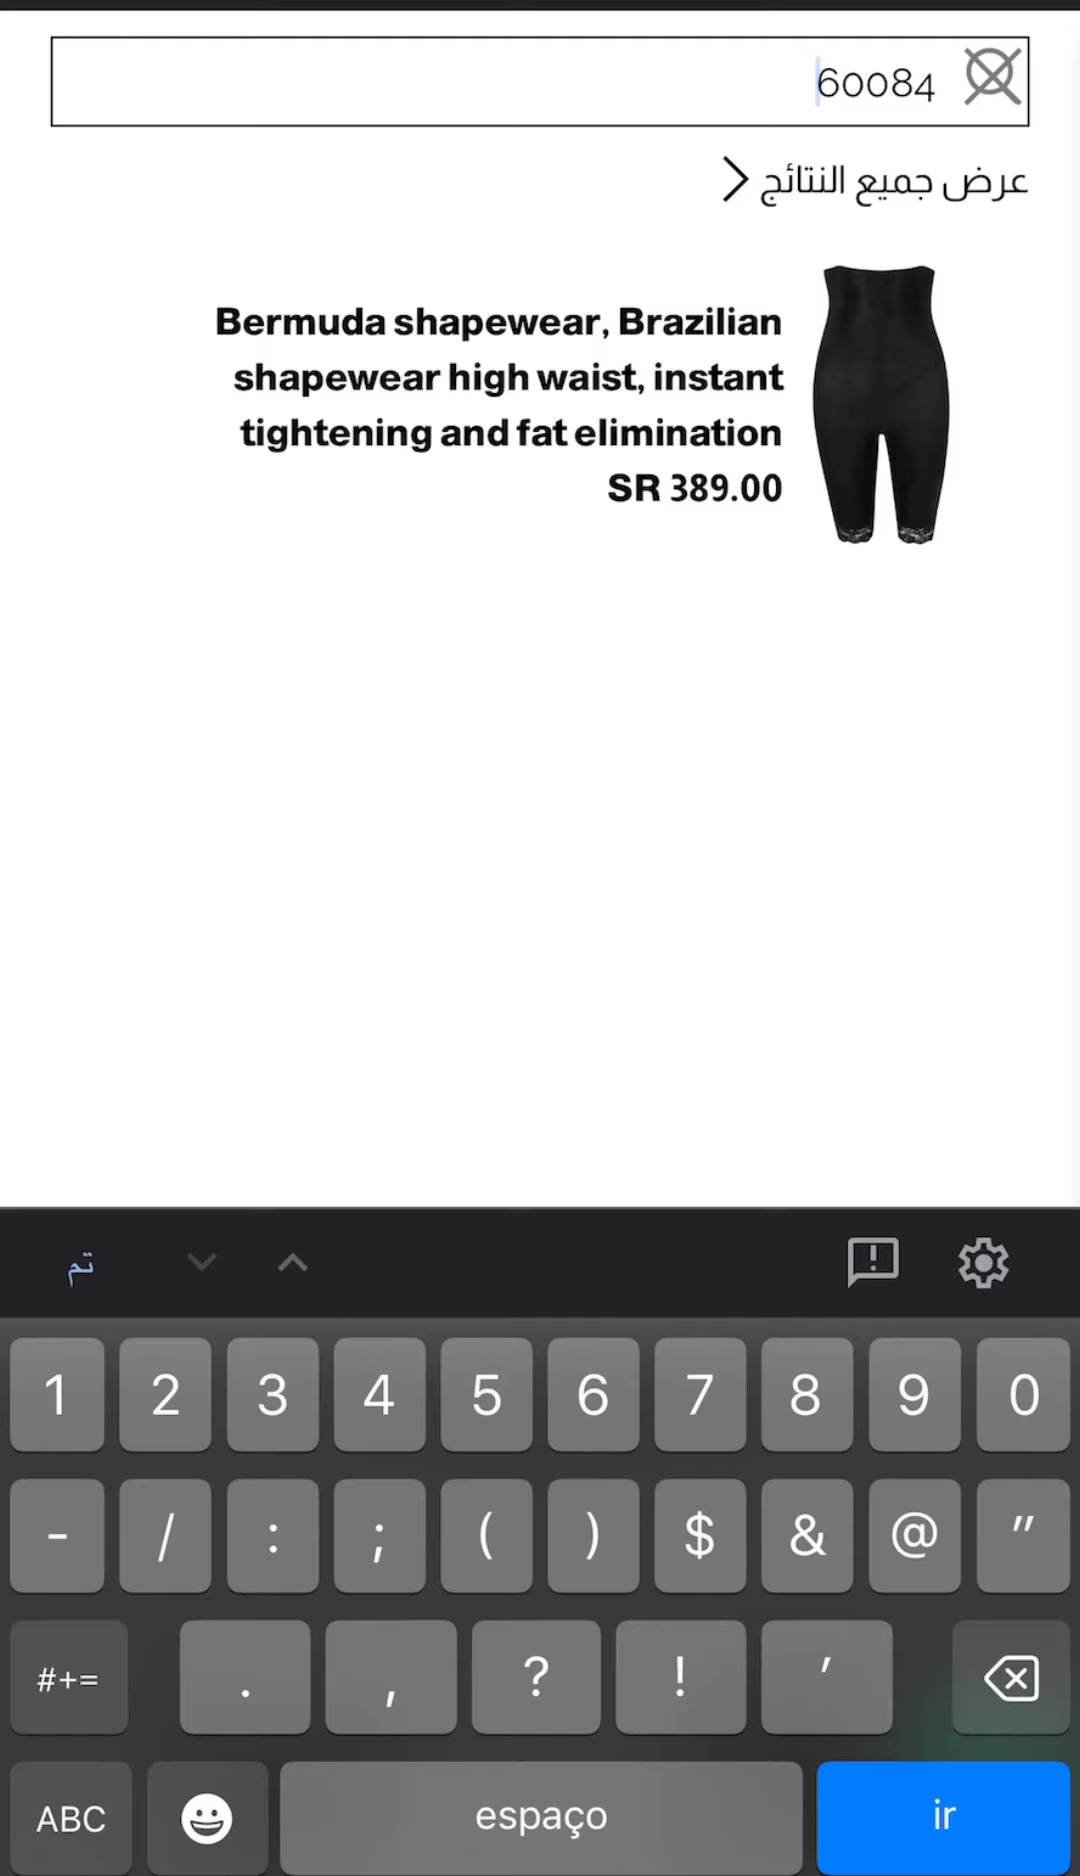 60084
عرض جميع النتائج
Bermuda shapewear, Brazilian
shapewear high waist, instant
tightening and fat elimination
SR 389.00
تم
1 2 3 4 5 6 7 8 9 0
- / : ; ( ) $ & @ "
#+= . , ? ! '
ABC espaço ir